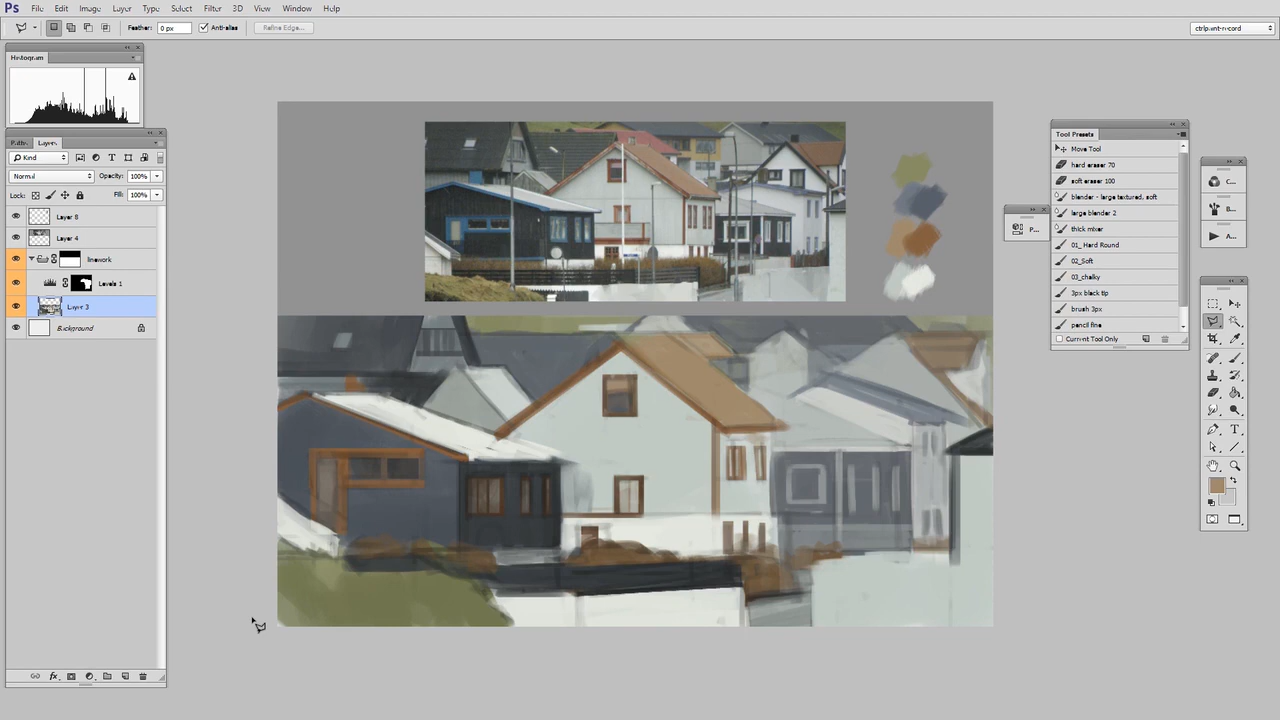 Ps File Edit Image Layer Type Select Filter 3D View Window Help
Feather: 0 px Anti-alias Refine Edge...
Histogram
Paths Layers
Kind
Normal Opacity: 100%
Lock: Fill: 100%
Layer 8
Layer 4
linework
Levels 1
Layer 3
Background
fx
Tool Presets
Move Tool
hard eraser 70
soft eraser 100
blender - large textured, soft
large blender 2
thick mixer
01_ Hard Round
02_Soft
03_chalky
3px black tip
brush 3px
pencil fine
Current Tool Only
P...
C...
B...
A...